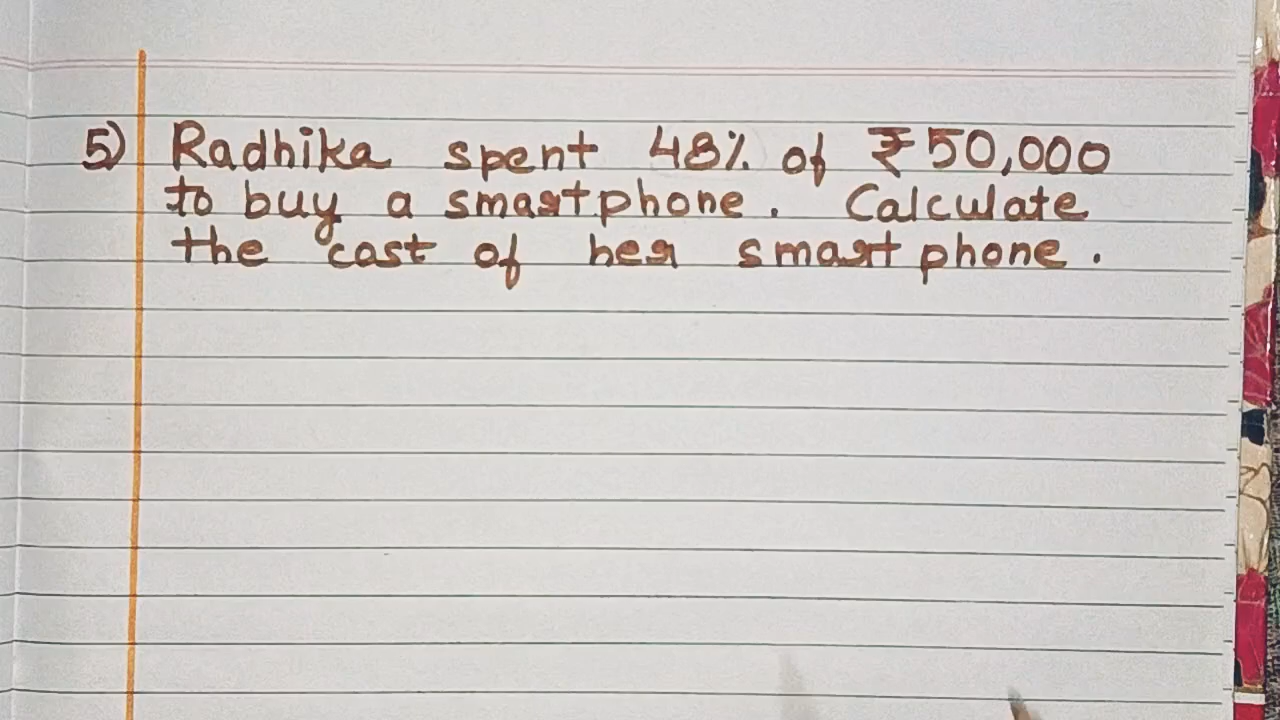 5) Radhika spent 48% of ₹50,000
to buy a smartphone. Calculate
the cost of her smartphone.